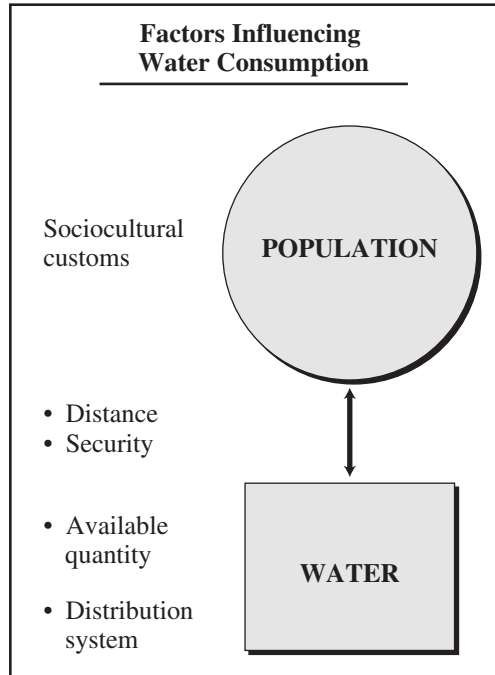 Factors Influencing
Water Consumption
Sociocultural
customs
POPULATION
• Distance
• Security
• Available
quantity
• Distribution
system
WATER